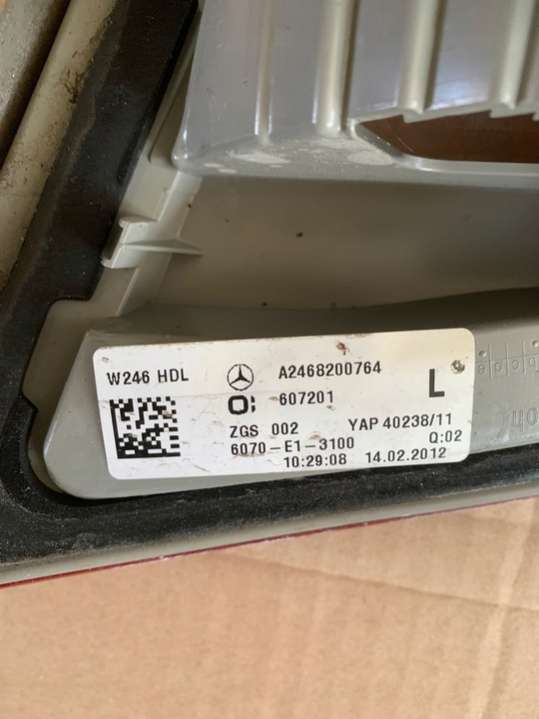 W246 HDL A2468200764
607201 L
ZGS 002 YAP 40238/11
6070-E1-3100 Q:02
10:29:08 14.02.2012